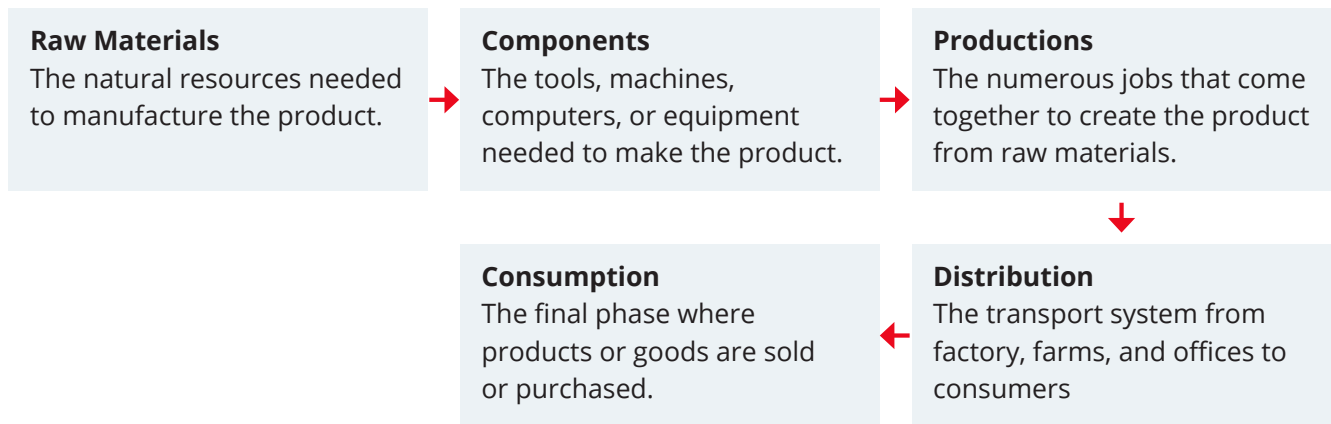 Raw Materials
The natural resources needed
to manufacture the product.
Components
The tools, machines,
computers, or equipment
needed to make the product.
Productions
The numerous jobs that come
together to create the product
from raw materials.
Distribution
The transport system from
factory, farms, and offices to
consumers
Consumption
The final phase where
products or goods are sold
or purchased.